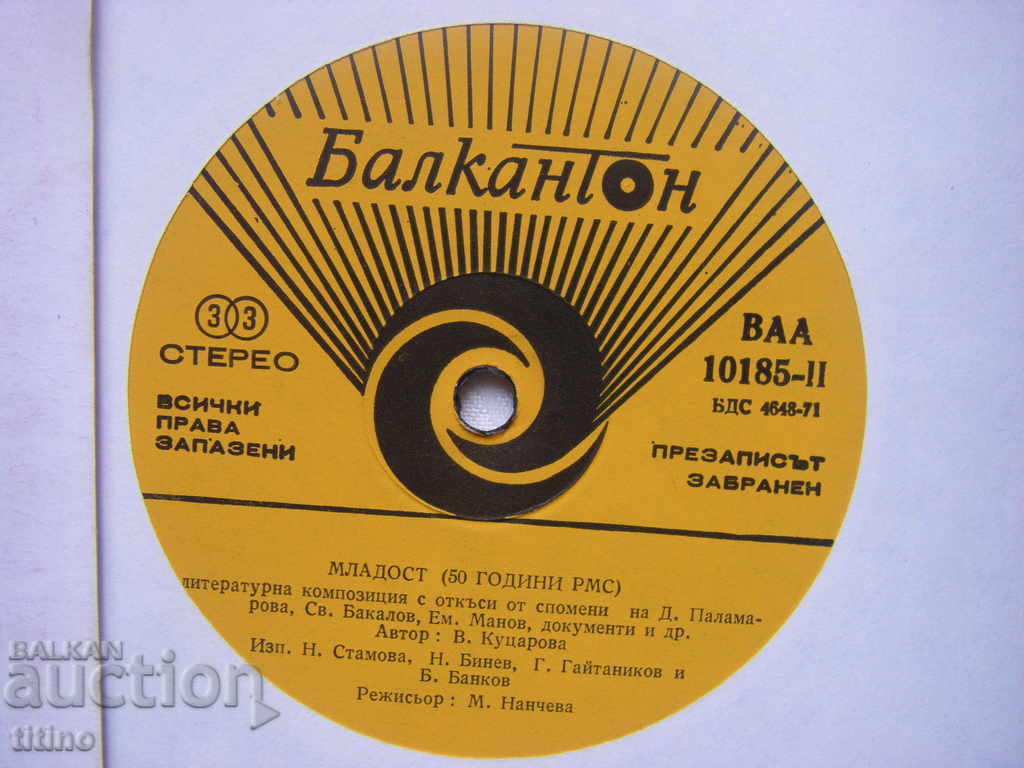 Балкантон
33
СТЕРЕО
ВСИЧКИ
ПРАВА
ЗАПАЗЕНИ
ВАА
10185-II
БДС 4648-71
ПРЕЗАПИСЪТ
ЗАБРАНЕН
МЛАДОСТ (50 ГОДИНИ РМС)
литературна композиция с откъси от спомени на Д. Палама-
рова, Св. Бакалов, Ем. Манов, документи и др.
Автор : В. Куцарова
Изп. Н. Стамова, Н. Бинев, Г. Гайтаников и
Б. Банков
Режисьор : М. Нанчева
BALKAN
auction
titino